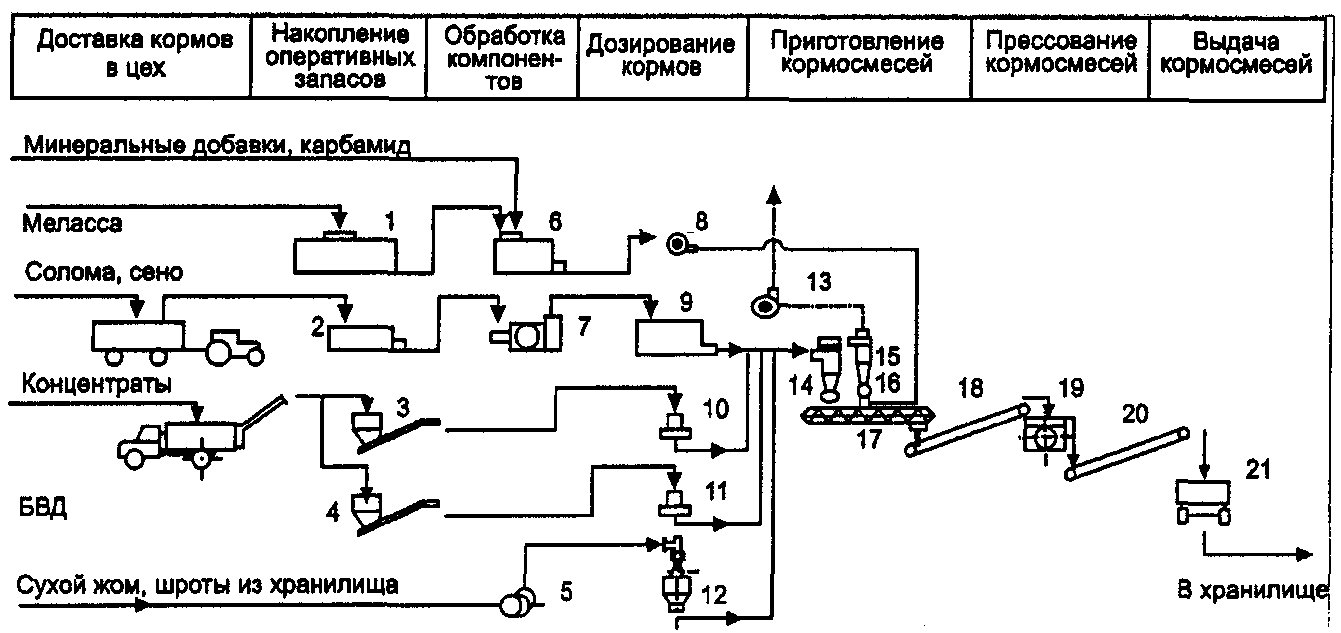 Доставка кормов
в цех
Накопление
оперативных
запасов
Обработка
компонен-
тов
Дозирование
кормов
Приготовление
кормосмесей
Прессование
кормосмесей
Выдача
кормосмесей
Минеральные добавки, карбамид
Меласса
1
6
8
Солома, сено
2
7
9
13
15
14
16
Концентраты
3
10
17
18
19
20
21
БВД
4
11
Сухой жом, шроты из хранилища
5
12
В хранилище